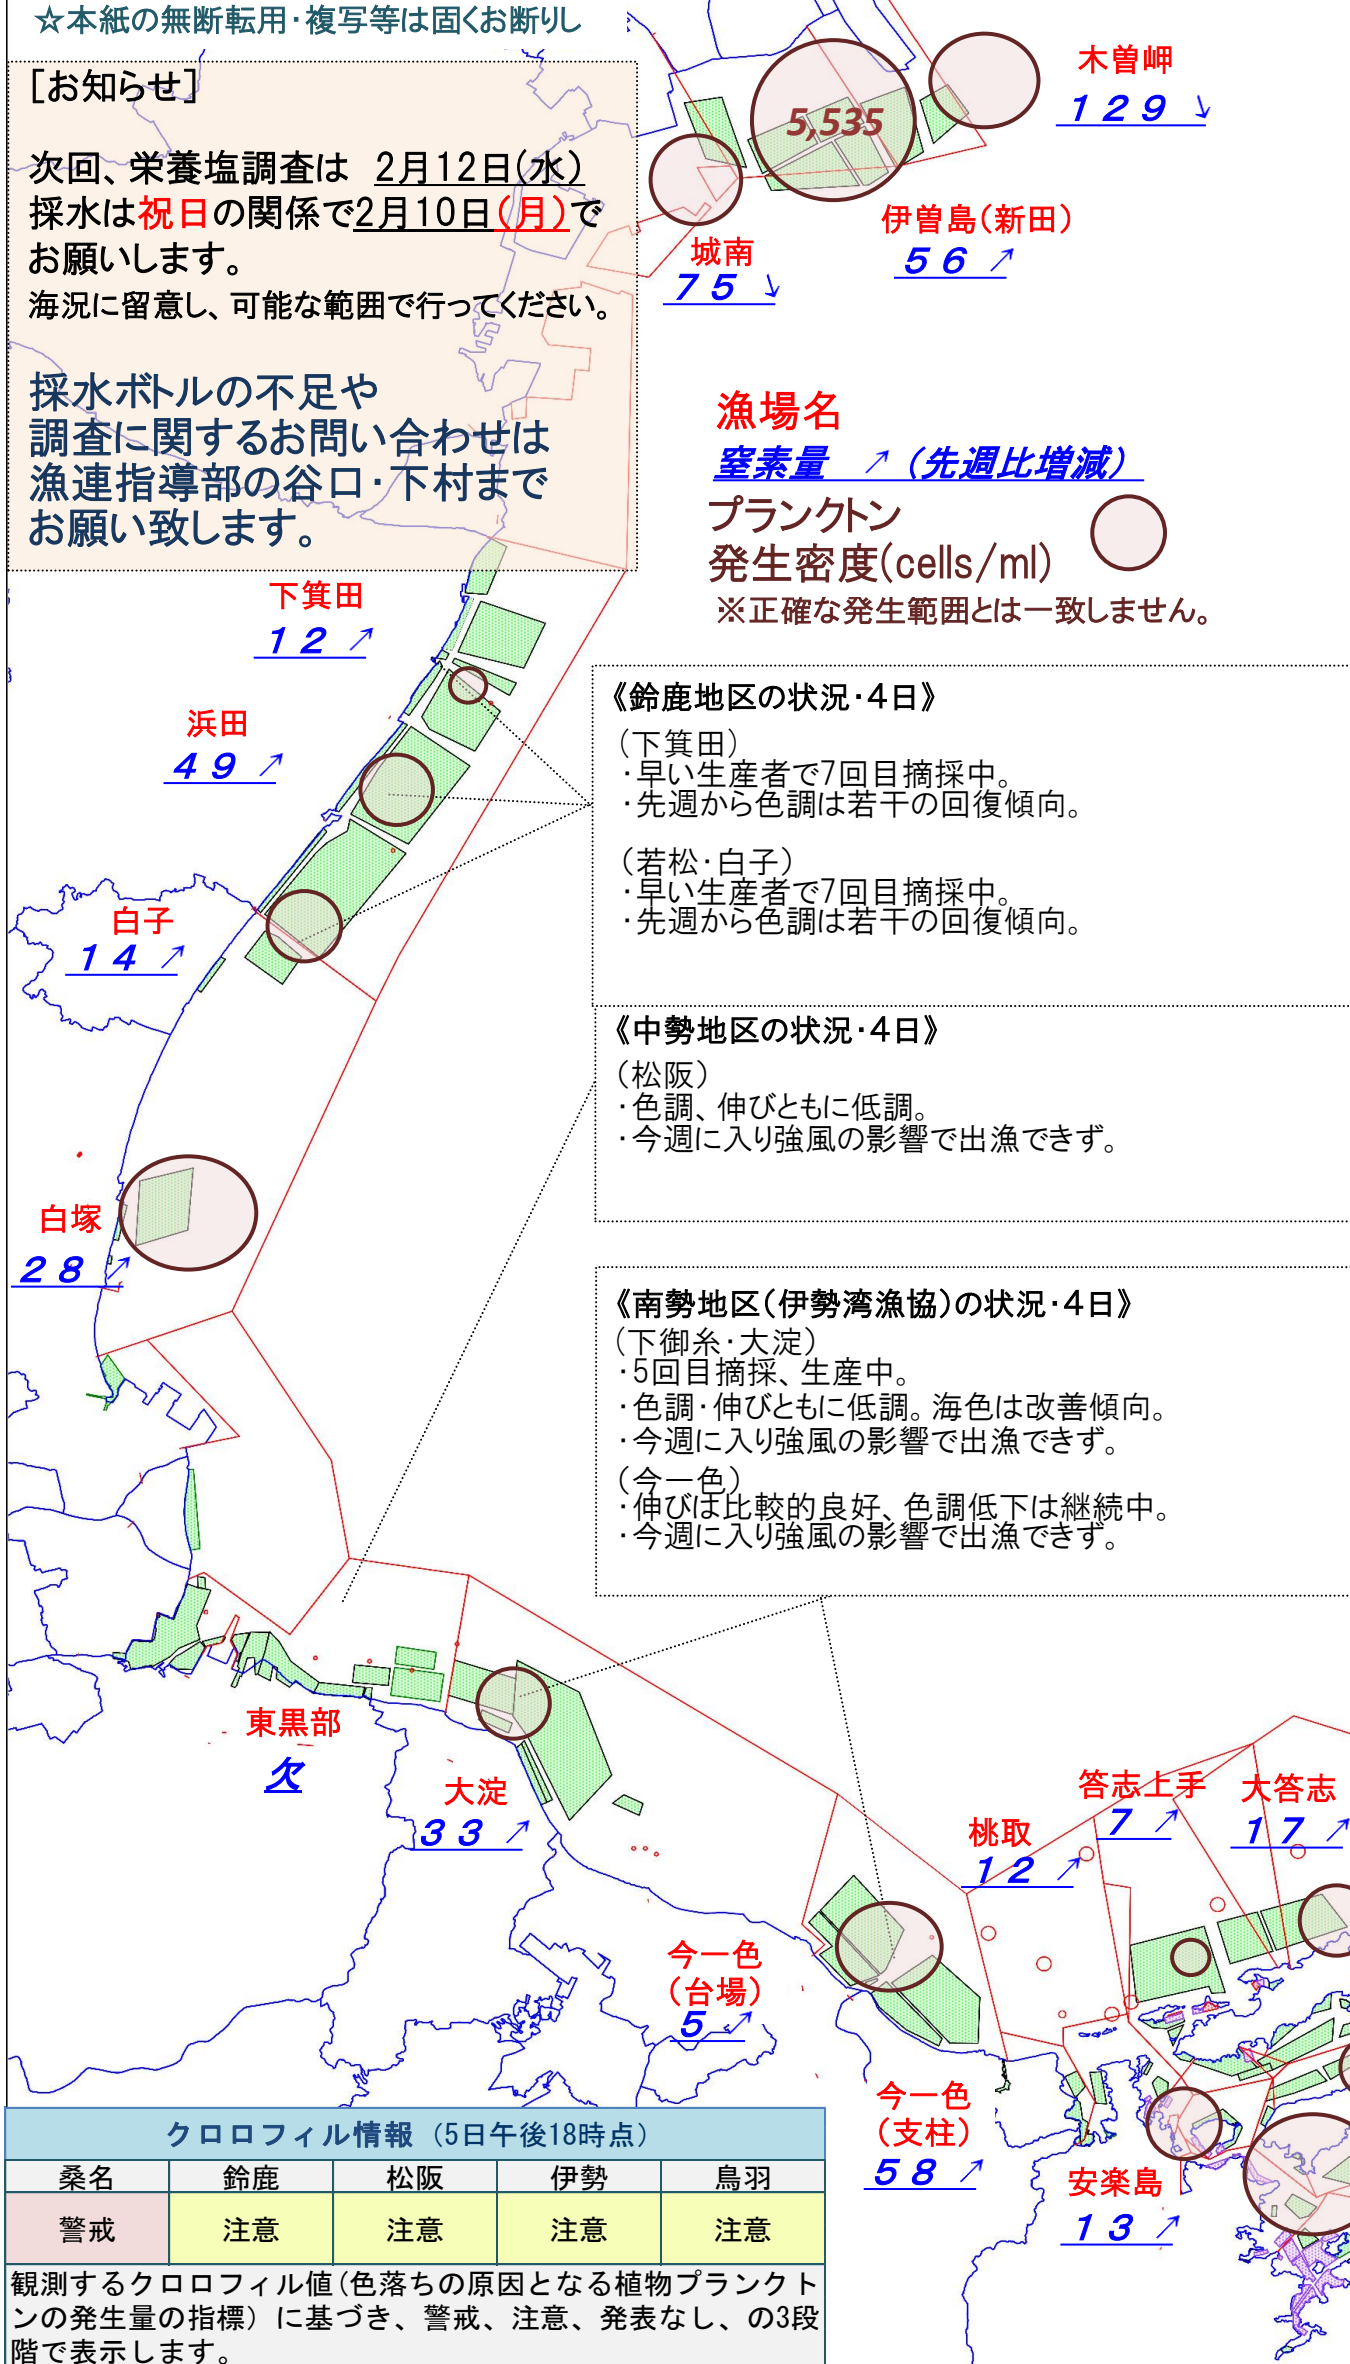 ☆本紙の無断転用・複写等は固くお断りし
[お知らせ]
次回、栄養塩調査は 2月12日(水)
採水は祝日の関係で2月10日(月)で
お願いします。
海況に留意し、可能な範囲で行ってください。
採水ボトルの不足や
調査に関するお問い合わせは
漁連指導部の谷口・下村まで
お願い致します。
木曽岬
129 ↘
5,535
伊曽島(新田)
56 ↗
城南
75 ↘
漁場名
窒素量 ↗(先週比増減)
プランクトン
発生密度(cells/ml)
※正確な発生範囲とは一致しません。
下箕田
12 ↗
浜田
49 ↗
白子
14 ↗
白塚
28 ↗
《鈴鹿地区の状況・4日》
(下箕田)
・早い生産者で7回目摘採中。
・先週から色調は若干の回復傾向。
(若松・白子)
・早い生産者で7回目摘採中。
・先週から色調は若干の回復傾向。
《中勢地区の状況・4日》
(松阪)
・色調、伸びともに低調。
・今週に入り強風の影響で出漁できず。
《南勢地区(伊勢湾漁協)の状況・4日》
(下御糸・大淀)
・5回目摘採、生産中。
・色調・伸びともに低調。海色は改善傾向。
・今週に入り強風の影響で出漁できず。
(今一色)
・伸びは比較的良好、色調低下は継続中。
・今週に入り強風の影響で出漁できず。
東黒部
欠
大淀
33 ↗
答志上手
7 ↗
大答志
17 ↗
桃取
12 ↗
今一色
(台場)
5 ↗
今一色
(支柱)
58 ↗
安楽島
13 ↗
クロロフィル情報 (5日午後18時点)
桑名 鈴鹿 松阪 伊勢 鳥羽
警戒 注意 注意 注意 注意
観測するクロロフィル値(色落ちの原因となる植物プランクト
ンの発生量の指標) に基づき、警戒、注意、発表なし、の3段
階で表示します。